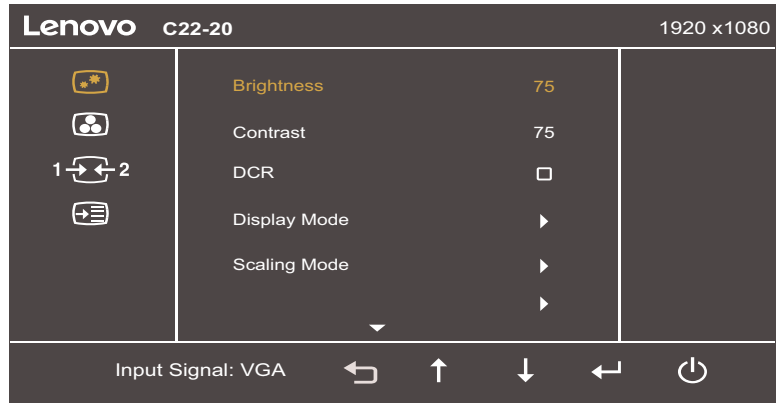 Lenovo C22-20 1920 x1080
Brightness 75
Contrast 75
1 2
DCR
Display Mode
Scaling Mode
Input Signal: VGA